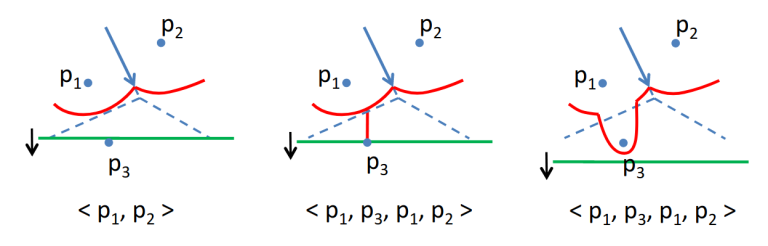 p₂
p₁
p₃
< p₁, p₂ >
p₂
p₁
p₃
< p₁, p₃, p₁, p₂ >
p₂
p₁
p₃
< p₁, p₃, p₁, p₂ >